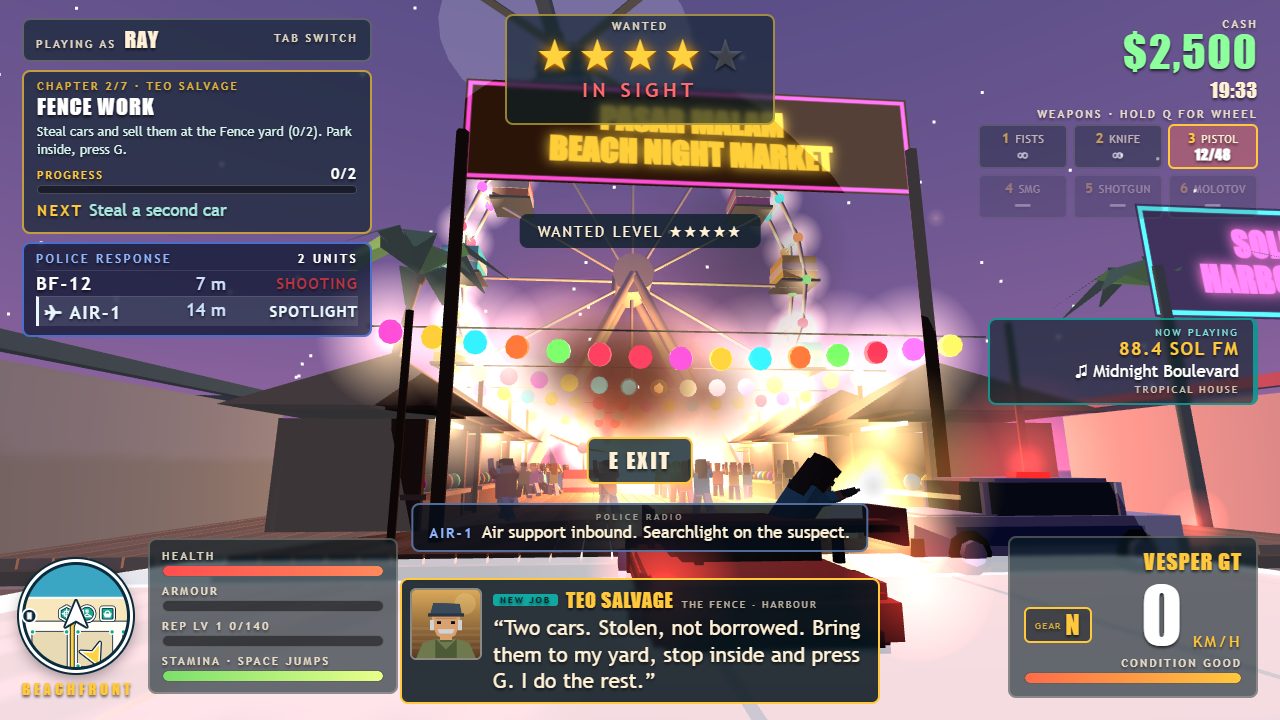 PLAYING AS RAY
TAB SWITCH
CHAPTER 2/7 · TEO SALVAGE
FENCE WORK
Steal cars and sell them at the Fence yard (0/2). Park
inside, press G.
PROGRESS 0/2
NEXT Steal a second car
POLICE RESPONSE 2 UNITS
BF-12 7 m SHOOTING
AIR-1 14 m SPOTLIGHT
WANTED
IN SIGHT
PASAR MALAM
BEACH NIGHT MARKET
WANTED LEVEL ★★★★★
CASH
$2,500
19:33
WEAPONS · HOLD Q FOR WHEEL
1 FISTS
∞
2 KNIFE
∞
3 PISTOL
12/48
4 SMG
—
5 SHOTGUN
—
6 MOLOTOV
—
NOW PLAYING
88.4 SOL FM
♫ Midnight Boulevard
TROPICAL HOUSE
E EXIT
POLICE RADIO
AIR-1 Air support inbound. Searchlight on the suspect.
HEALTH
ARMOUR
REP LV 1 0/140
STAMINA · SPACE JUMPS
BEACHFRONT
NEW JOB TEO SALVAGE THE FENCE · HARBOUR
“Two cars. Stolen, not borrowed. Bring
them to my yard, stop inside and press
G. I do the rest.”
VESPER GT
GEAR N
0
KM/H
CONDITION GOOD